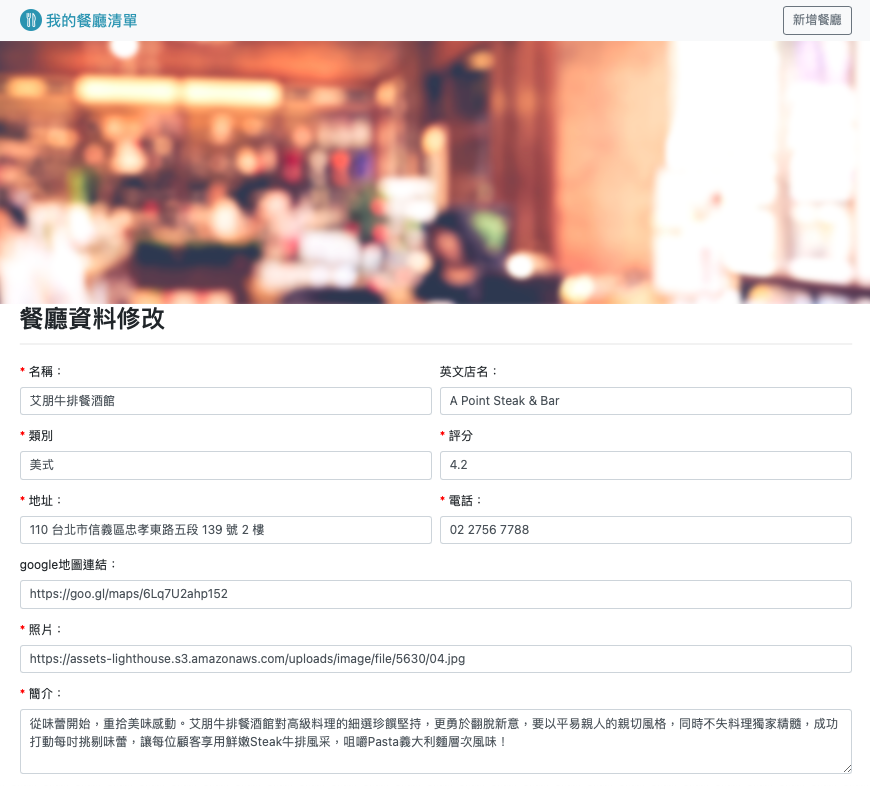 我的餐廳清單
新增餐廳
餐廳資料修改
* 名稱：
英文店名：
艾朋牛排餐酒館
A Point Steak & Bar
* 類別
* 評分
美式
4.2
* 地址：
* 電話：
110 台北市信義區忠孝東路五段 139 號 2 樓
02 2756 7788
google地圖連結：
https://goo.gl/maps/6Lq7U2ahp152
* 照片：
https://assets-lighthouse.s3.amazonaws.com/uploads/image/file/5630/04.jpg
* 簡介：
從味蕾開始，重拾美味感動。艾朋牛排餐酒館對高級料理的細選珍饌堅持，更勇於翻脫新意，要以平易親人的親切風格，同時不失料理獨家精髓，成功
打動每吋挑剔味蕾，讓每位顧客享用鮮嫩Steak牛排風采，咀嚼Pasta義大利麵層次風味！